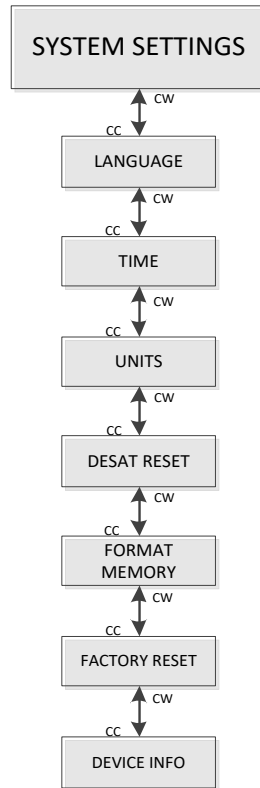 SYSTEM SETTINGS
CW
CC
LANGUAGE
CW
CC
TIME
CW
CC
UNITS
CW
CC
DESAT RESET
CW
CC
FORMAT
MEMORY
CW
CC
FACTORY RESET
CW
CC
DEVICE INFO